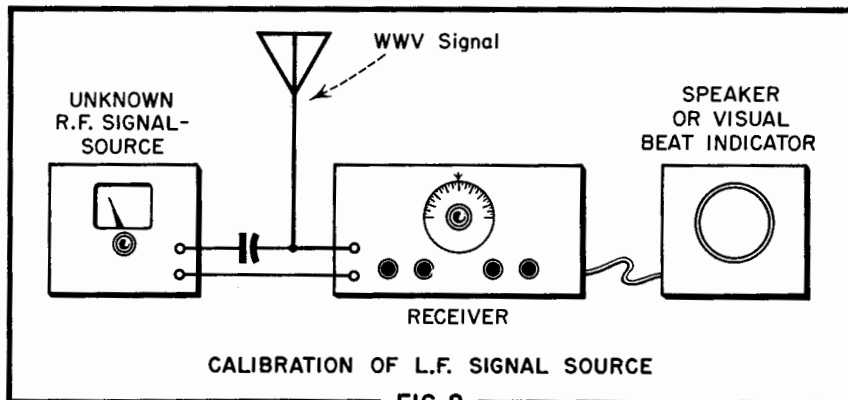 WWV Signal
UNKNOWN
R.F. SIGNAL-
SOURCE
SPEAKER
OR VISUAL
BEAT INDICATOR
RECEIVER
CALIBRATION OF L.F. SIGNAL SOURCE